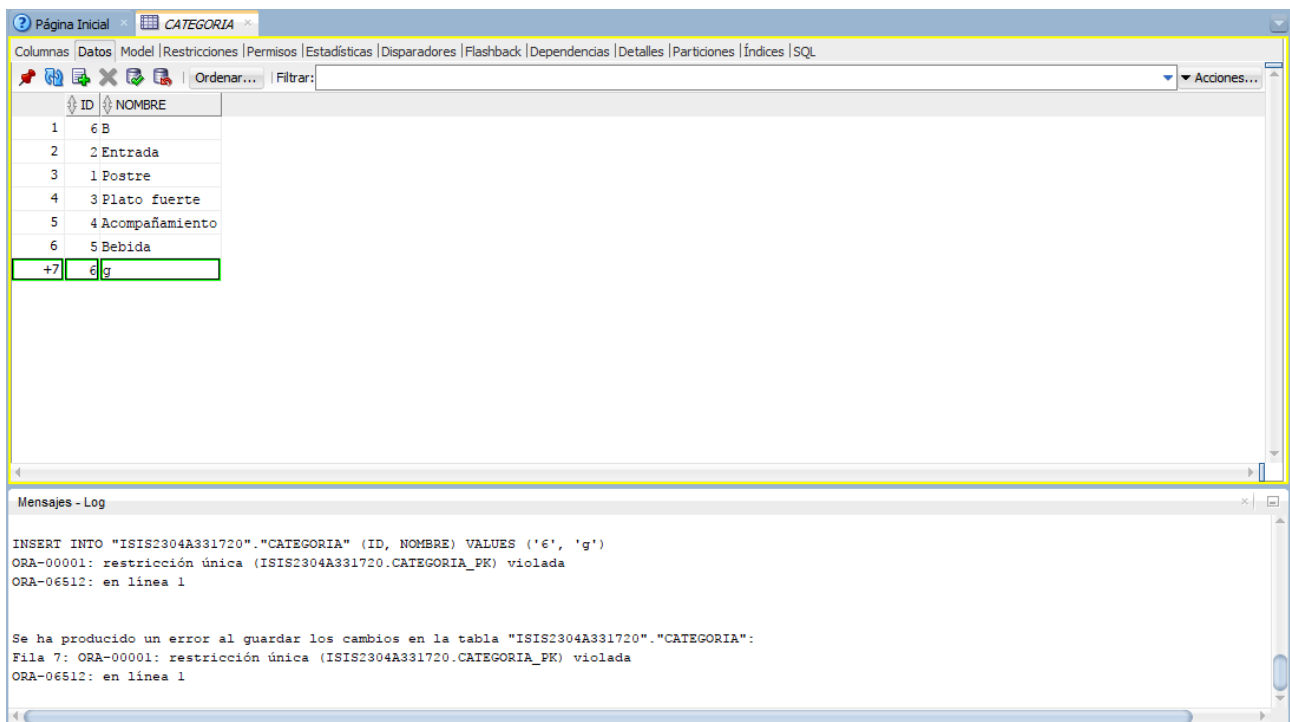 Página Inicial CATEGORIA
Columnas Datos Model Restricciones Permisos Estadísticas Disparadores Flashback Dependencias Detalles Particiones Índices SQL
Ordenar... Filtrar: Acciones...
ID NOMBRE
1 6 B
2 2 Entrada
3 1 Postre
4 3 Plato fuerte
5 4 Acompañamiento
6 5 Bebida
+7 6 g
Mensajes - Log
INSERT INTO "ISIS2304A331720"."CATEGORIA" (ID, NOMBRE) VALUES ('6', 'g')
ORA-00001: restricción única (ISIS2304A331720.CATEGORIA_PK) violada
ORA-06512: en línea 1
Se ha producido un error al guardar los cambios en la tabla "ISIS2304A331720"."CATEGORIA":
Fila 7: ORA-00001: restricción única (ISIS2304A331720.CATEGORIA_PK) violada
ORA-06512: en línea 1